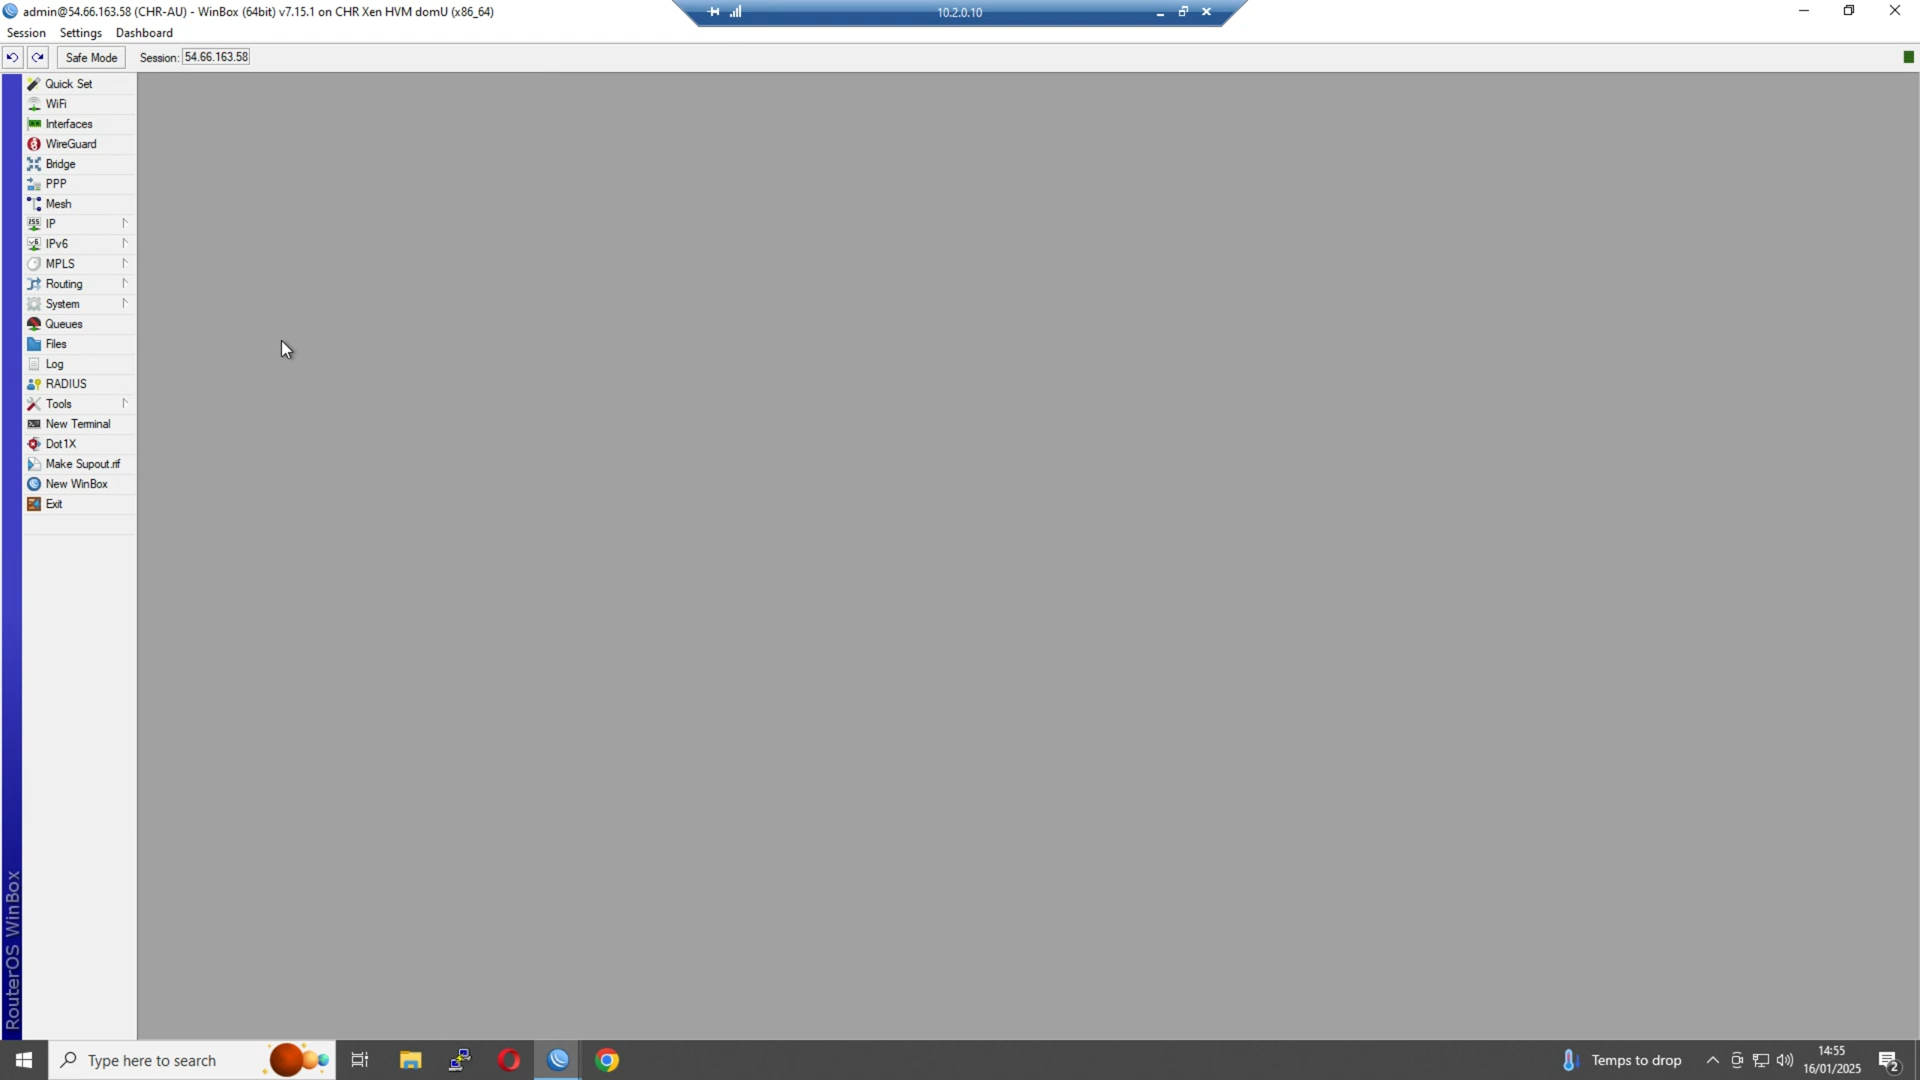 admin@54.66.163.58 (CHR-AU) - WinBox (64bit) v7.15.1 on CHR Xen HVM domU (x86_64)
10.2.0.10
Session Settings Dashboard
Safe Mode Session: 54.66.163.58
Quick Set
WiFi
Interfaces
WireGuard
Bridge
PPP
Mesh
255 IP
v6 IPv6
MPLS
Routing
System
Queues
Files
Log
RADIUS
Tools
New Terminal
Dot1X
Make Supout.rif
New WinBox
Exit
RouterOS WinBox
Type here to search
Temps to drop
14:55
16/01/2025
2